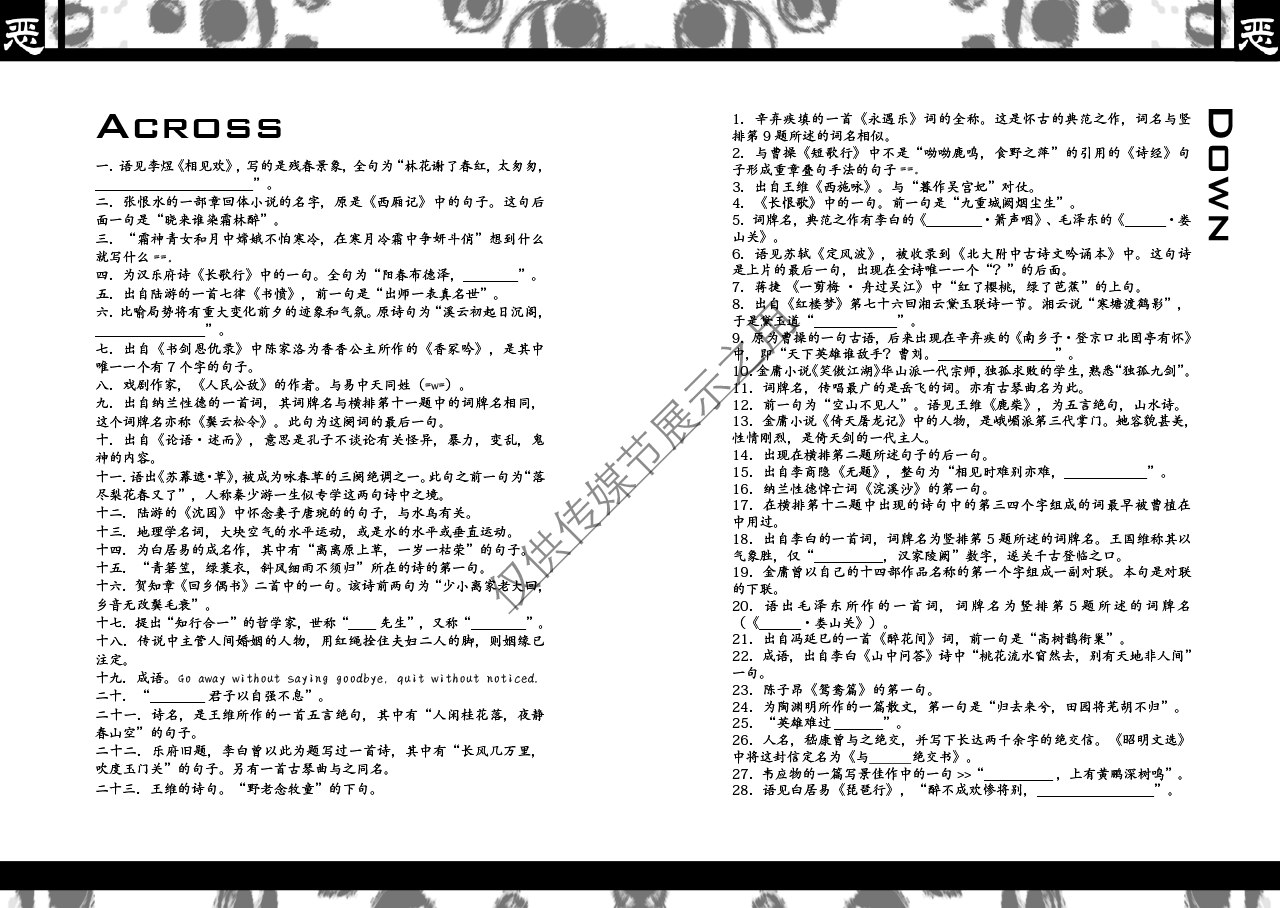 恶
恶
ACROSS
一. 语见李煜《相见欢》, 写的是残春景象, 全句为“林花谢了春红, 太匆匆,
____________________”。
二. 张恨水的一部章回体小说的名字, 原是《西厢记》中的句子。这句后
面一句是“晓来谁染霜林醉”。
三. “霜神青女和月中嫦娥不怕寒冷, 在寒月冷霜中争妍斗俏”想到什么
就写什么 ==.
四. 为汉乐府诗《长歌行》中的一句。全句为“阳春布德泽, _______”。
五. 出自陆游的一首七律《书愤》, 前一句是“出师一表真名世”。
六. 比喻局势将有重大变化前夕的迹象和气氛。原诗句为“溪云初起日沉阁,
______________”。
七. 出自《书剑恩仇录》中陈家洛为香香公主所作的《香冢吟》, 是其中
唯一一个有 7 个字的句子。
八. 戏剧作家, 《人民公敌》的作者。与易中天同姓 (=w=) 。
九. 出自纳兰性德的一首词, 其词牌名与横排第十一题中的词牌名相同,
这个词牌名亦称《鬓云松令》。此句为这阕词的最后一句。
十. 出自《论语·述而》, 意思是孔子不谈论有关怪异, 暴力, 变乱, 鬼
神的内容。
十一. 语出《苏幕遮·草》, 被成为咏春草的三阕绝调之一。此句之前一句为“落
尽梨花春又了”, 人称秦少游一生似专学这两句诗中之境。
十二. 陆游的《沈园》中怀念妻子唐琬的的句子, 与水鸟有关。
十三. 地理学名词, 大块空气的水平运动, 或是水的水平或垂直运动。
十四. 为白居易的成名作, 其中有“离离原上草, 一岁一枯荣”的句子。
十五. “青箬笠, 绿蓑衣, 斜风细雨不须归”所在的诗的第一句。
十六. 贺知章《回乡偶书》二首中的一句。该诗前两句为“少小离家老大回,
乡音无改鬓毛衰”。
十七. 提出“知行合一”的哲学家, 世称“____ 先生”, 又称“_______”。
十八. 传说中主管人间婚姻的人物, 用红绳拴住夫妇二人的脚, 则姻缘已
注定。
十九. 成语。Go away without saying goodbye, quit without noticed.
二十. “_______ 君子以自强不息”。
二十一. 诗名, 是王维所作的一首五言绝句, 其中有“人闲桂花落, 夜静
春山空”的句子。
二十二. 乐府旧题, 李白曾以此为题写过一首诗, 其中有“长风几万里,
吹度玉门关”的句子。另有一首古琴曲与之同名。
二十三. 王维的诗句。“野老念牧童”的下句。
DOWN
1. 辛弃疾填的一首《永遇乐》词的全称。这是怀古的典范之作, 词名与竖
排第 9 题所述的词名相似。
2. 与曹操《短歌行》中不是“呦呦鹿鸣, 食野之萍”的引用的《诗经》句
子形成重章叠句手法的句子 ==.
3. 出自王维《西施咏》。与“暮作吴宫妃”对仗。
4. 《长恨歌》中的一句。前一句是“九重城阙烟尘生”。
5. 词牌名, 典范之作有李白的《_______·箫声咽》、毛泽东的《_____·娄
山关》。
6. 语见苏轼《定风波》, 被收录到《北大附中古诗文吟诵本》中。这句诗
是上片的最后一句, 出现在全诗唯一一个“? ”的后面。
7. 蒋捷 《一剪梅 · 舟过吴江》中“红了樱桃, 绿了芭蕉”的上句。
8. 出自《红楼梦》第七十六回湘云黛玉联诗一节。湘云说“寒塘渡鹤影”,
于是黛玉道“__________”。
9. 原为曹操的一句古语, 后来出现在辛弃疾的《南乡子·登京口北固亭有怀》
中, 即“天下英雄谁敌手? 曹刘。______________”。
10. 金庸小说《笑傲江湖》华山派一代宗师, 独孤求败的学生, 熟悉“独孤九剑”。
11. 词牌名, 传唱最广的是岳飞的词。亦有古琴曲名为此。
12. 前一句为“空山不见人”。语见王维《鹿柴》, 为五言绝句, 山水诗。
13. 金庸小说《倚天屠龙记》中的人物, 是峨嵋派第三代掌门。她容貌甚美,
性情刚烈, 是倚天剑的一代主人。
14. 出现在横排第二题所述句子的后一句。
15. 出自李商隐《无题》, 整句为“相见时难别亦难, __________”。
16. 纳兰性德悼亡词《浣溪沙》的第一句。
17. 在横排第十二题中出现的诗句中的第三四个字组成的词最早被曹植在
中用过。
18. 出自李白的一首词, 词牌名为竖排第 5 题所述的词牌名。王国维称其以
气象胜, 仅“________, 汉家陵阙”数字, 遂关千古登临之口。
19. 金庸曾以自己的十四部作品名称的第一个字组成一副对联。本句是对联
的下联。
20. 语出毛泽东所作的一首词, 词牌名为竖排第 5 题所述的词牌名
(《_____·娄山关》)。
21. 出自冯延巳的一首《醉花间》词, 前一句是“高树鹊衔巢”。
22. 成语, 出自李白《山中问答》诗中“桃花流水窅然去, 别有天地非人间”
一句。
23. 陈子昂《鸳鸯篇》的第一句。
24. 为陶渊明所作的一篇散文, 第一句是“归去来兮, 田园将芜胡不归”。
25. “英雄难过______”。
26. 人名, 嵇康曾与之绝交, 并写下长达两千余字的绝交信。《昭明文选》
中将这封信定名为《与_____绝交书》。
27. 韦应物的一篇写景佳作中的一句 >>“________, 上有黄鹂深树鸣”。
28. 语见白居易《琵琶行》, “醉不成欢惨将别, ______________”。
仅供传媒节展示之用